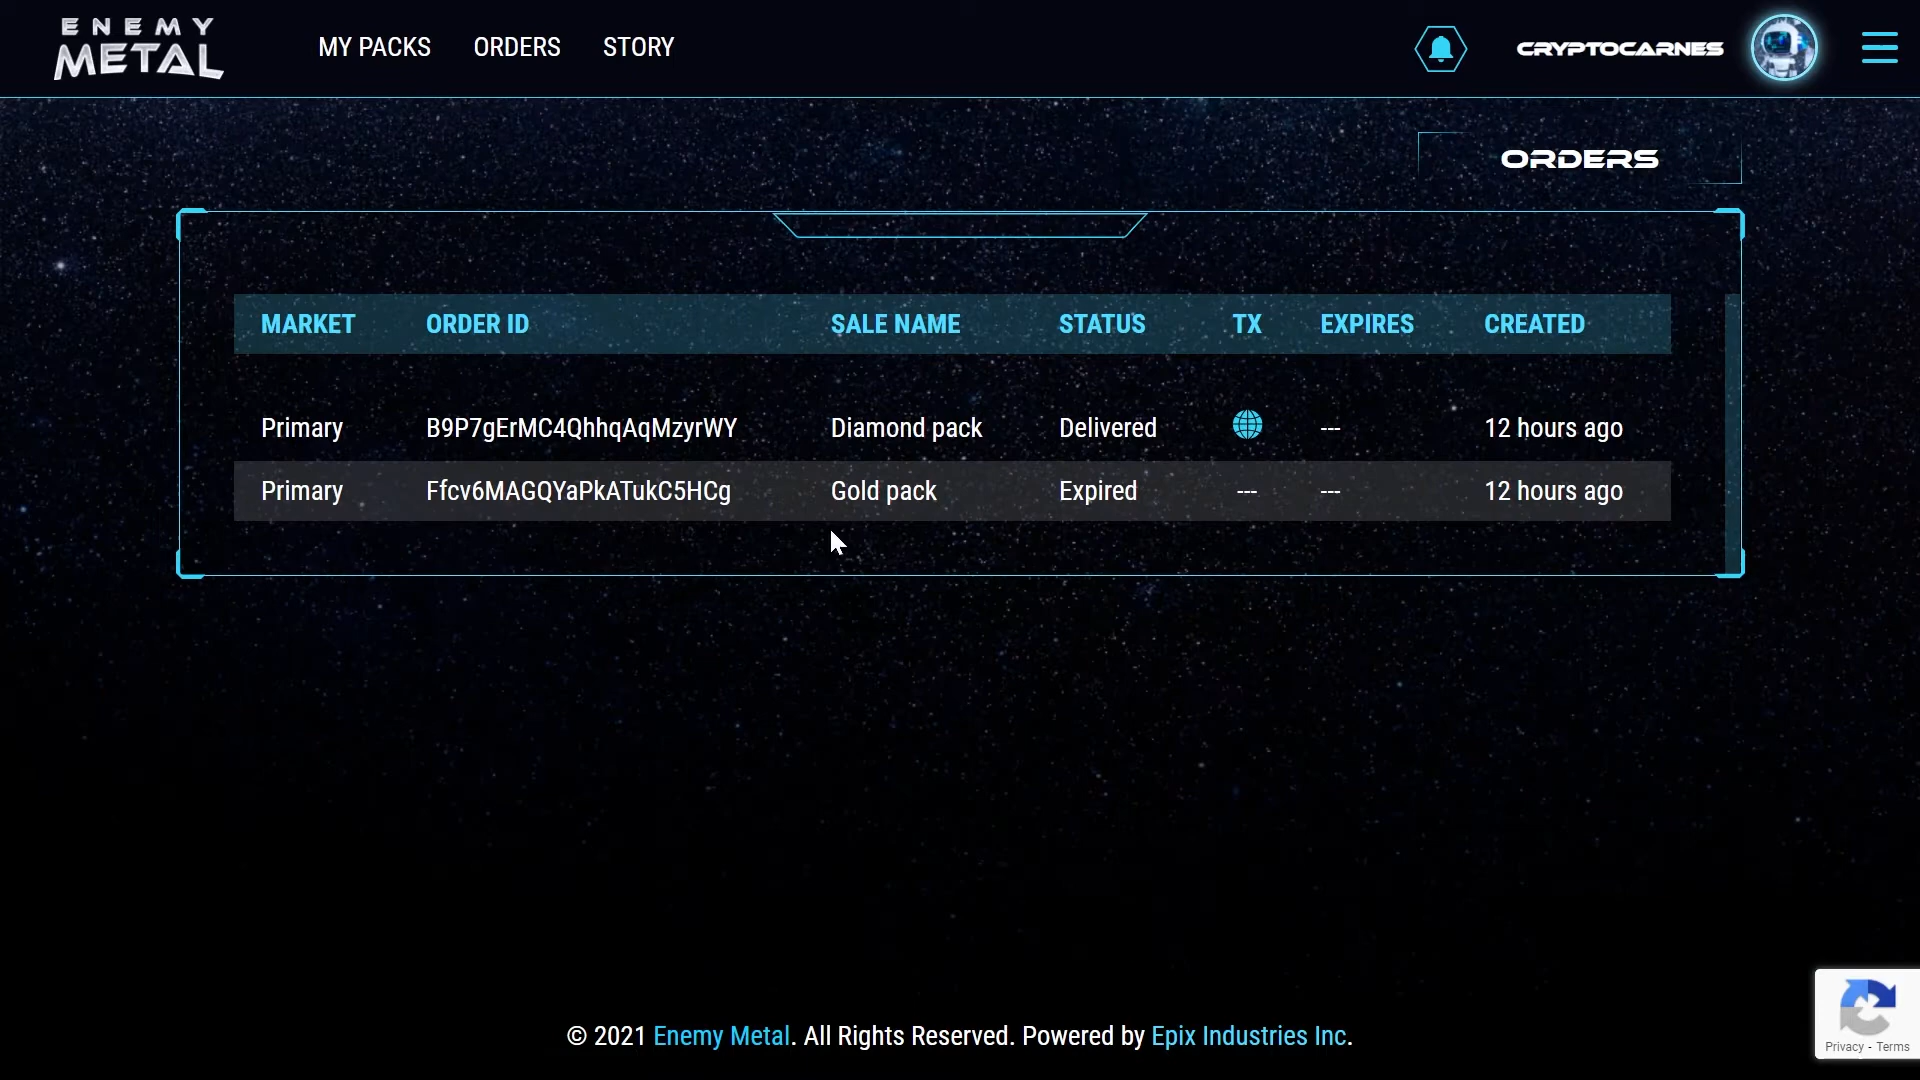 ENEMY
METAL
MY PACKS ORDERS STORY
CRYPTOCARNES
ORDERS
MARKET ORDER ID SALE NAME STATUS TX EXPIRES CREATED
Primary B9P7gErMC4QhhqAqMzyrWY Diamond pack Delivered --- 12 hours ago
Primary Ffcv6MAGQYaPkATukC5HCg Gold pack Expired --- --- 12 hours ago
© 2021 Enemy Metal. All Rights Reserved. Powered by Epix Industries Inc.
Privacy - Terms